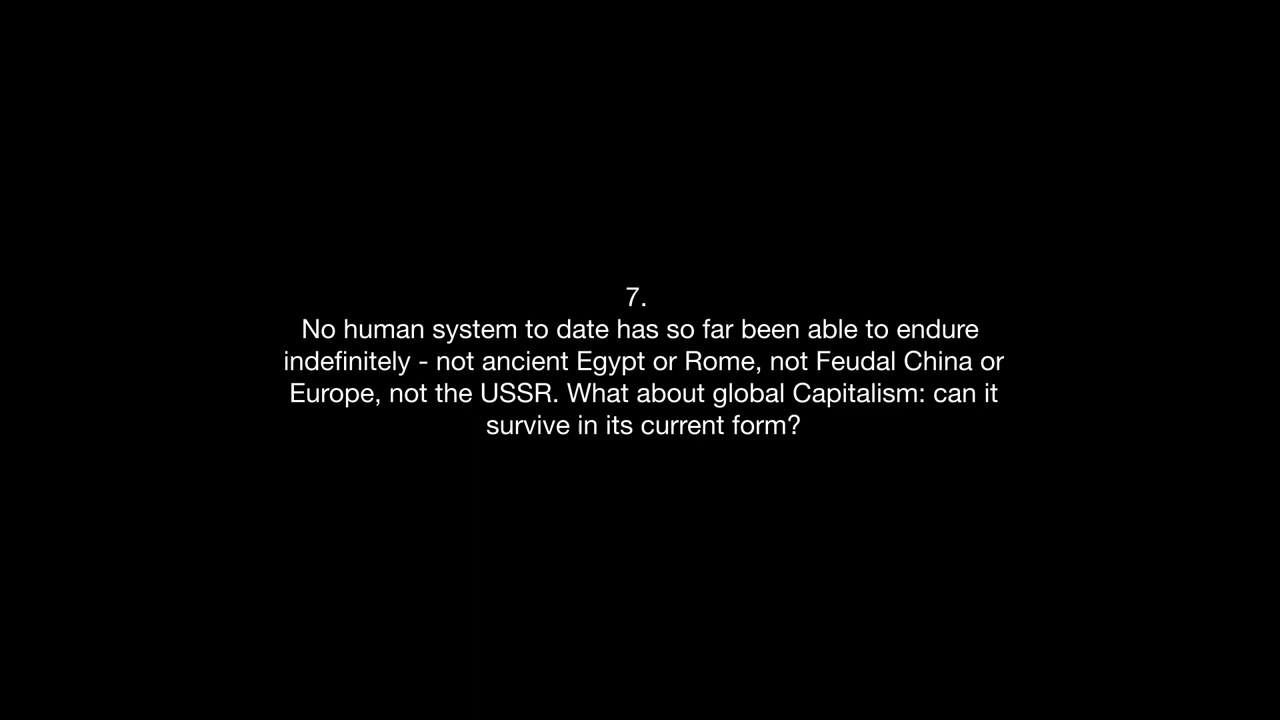 7.
No human system to date has so far been able to endure
indefinitely - not ancient Egypt or Rome, not Feudal China or
Europe, not the USSR. What about global Capitalism: can it
survive in its current form?